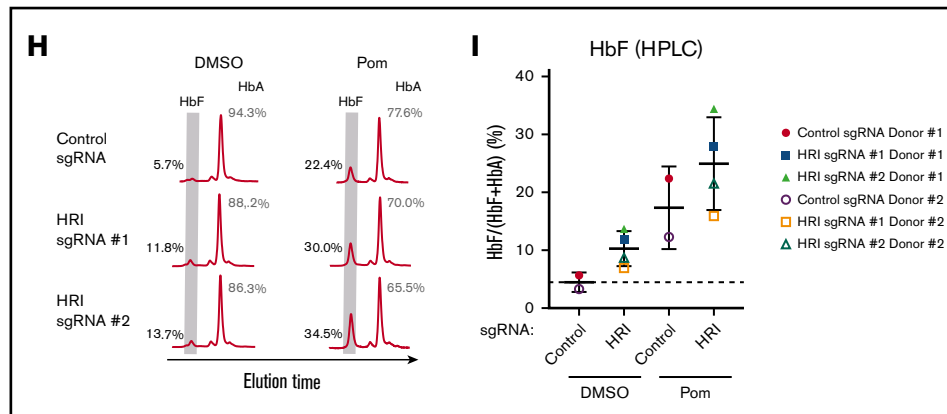 H
DMSO
Pom
HbF
HbA
HbF
HbA
Control
sgRNA
5.7%
94.3%
22.4%
77.6%
HRI
sgRNA #1
11.8%
88,.2%
30.0%
70.0%
HRI
sgRNA #2
13.7%
86,3%
34.5%
65.5%
Elution time
I
HbF (HPLC)
HbF/(HbF+HbA) (%)
40
30
20
10
0
sgRNA:
Control
HRI
Control
HRI
DMSO
Pom
Control sgRNA Donor #1
HRI sgRNA #1 Donor #1
HRI sgRNA #2 Donor #1
Control sgRNA Donor #2
HRI sgRNA #1 Donor #2
HRI sgRNA #2 Donor #2